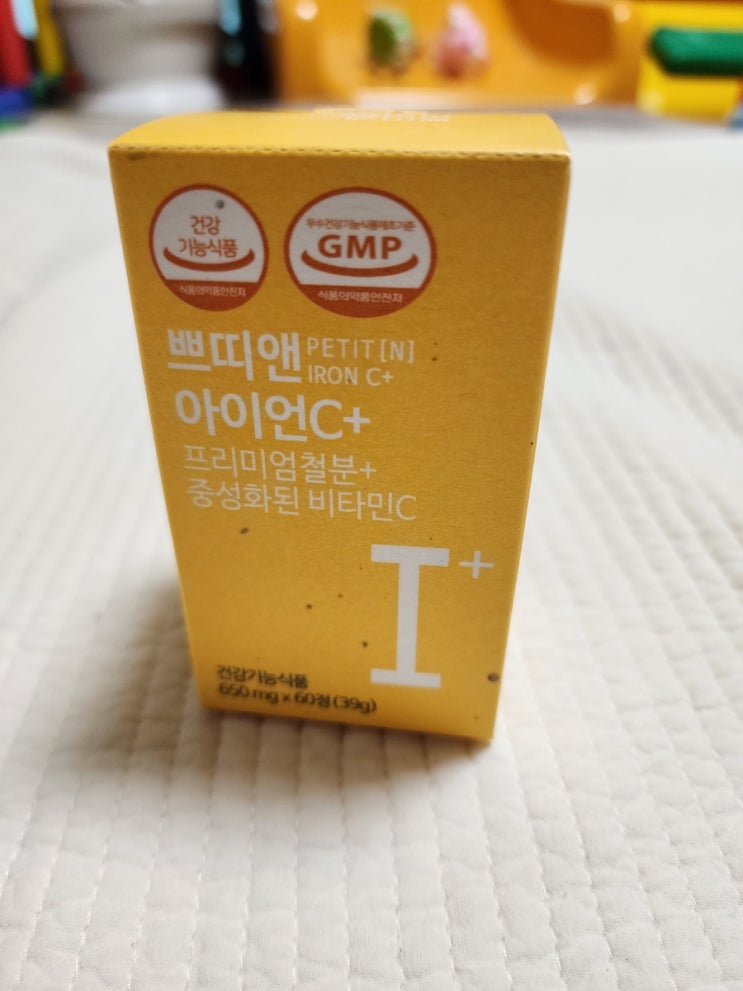 건강
기능식품
식품의약품안전처
우수건강기능식품제조기준
GMP
식품의약품안전처
쁘띠앤 PETIT[N]
IRON C+
아이언C+
프리미엄철분+
중성화된 비타민C
I+
건강기능식품
650 mg x 60정 (39g)